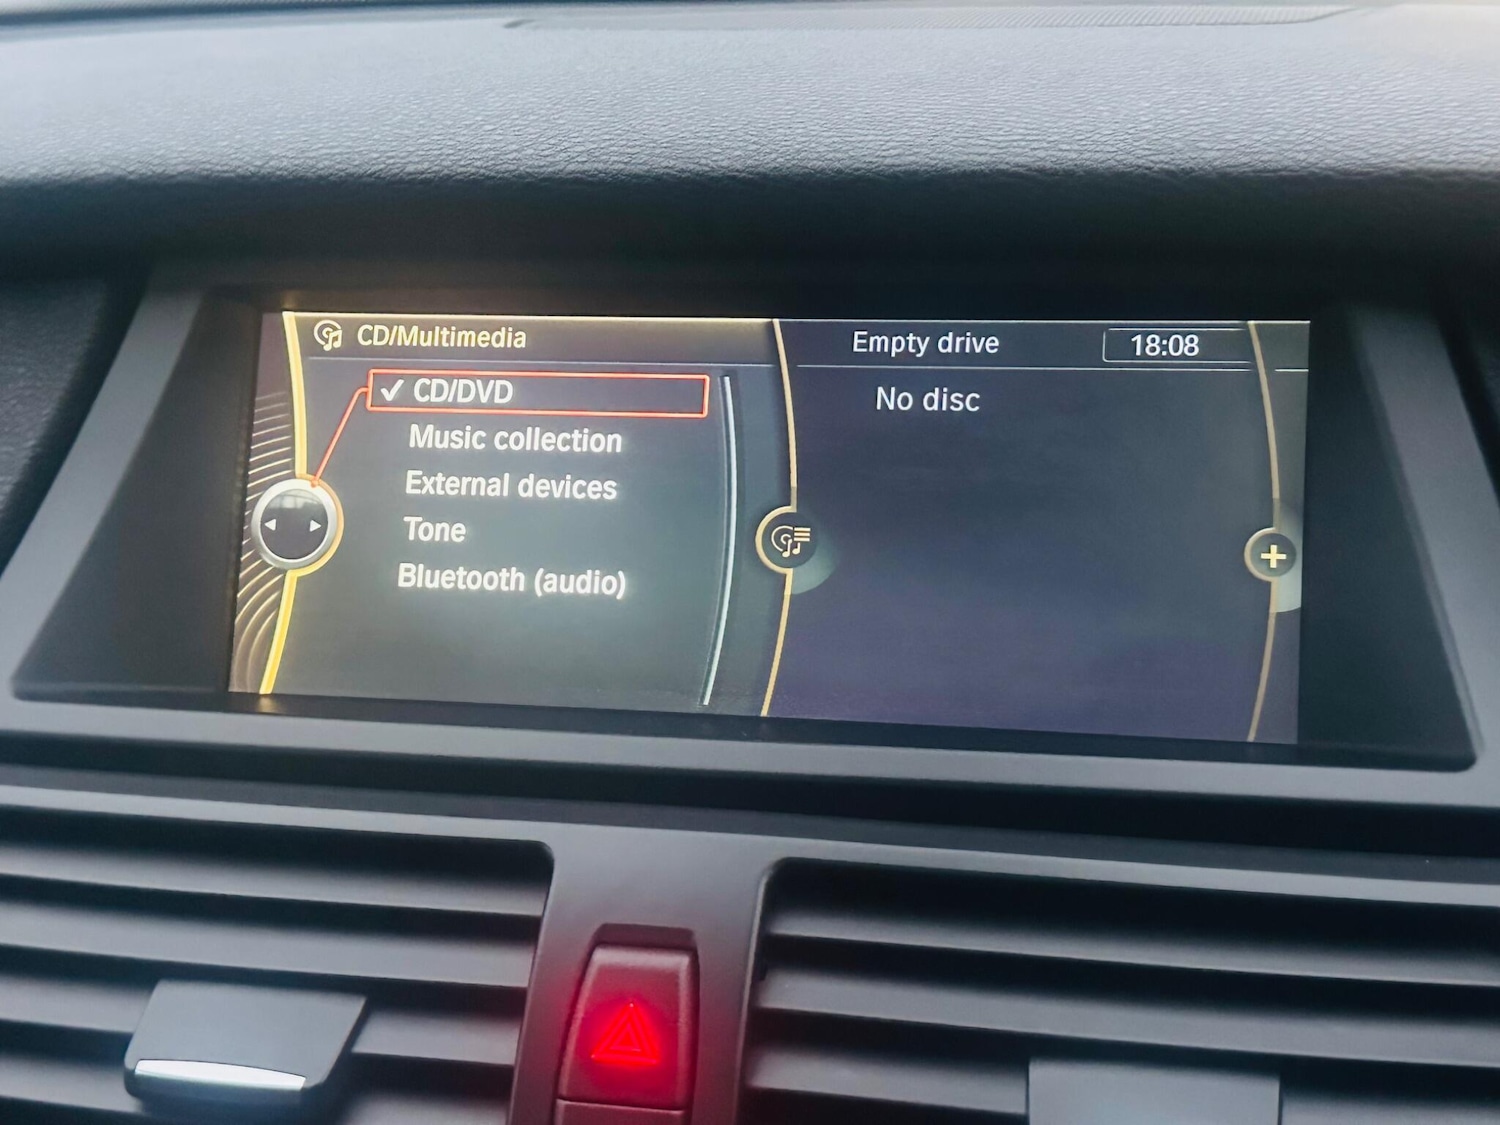 CD/Multimedia
✓ CD/DVD
Music collection
External devices
Tone
Bluetooth (audio)
Empty drive 18:08
No disc